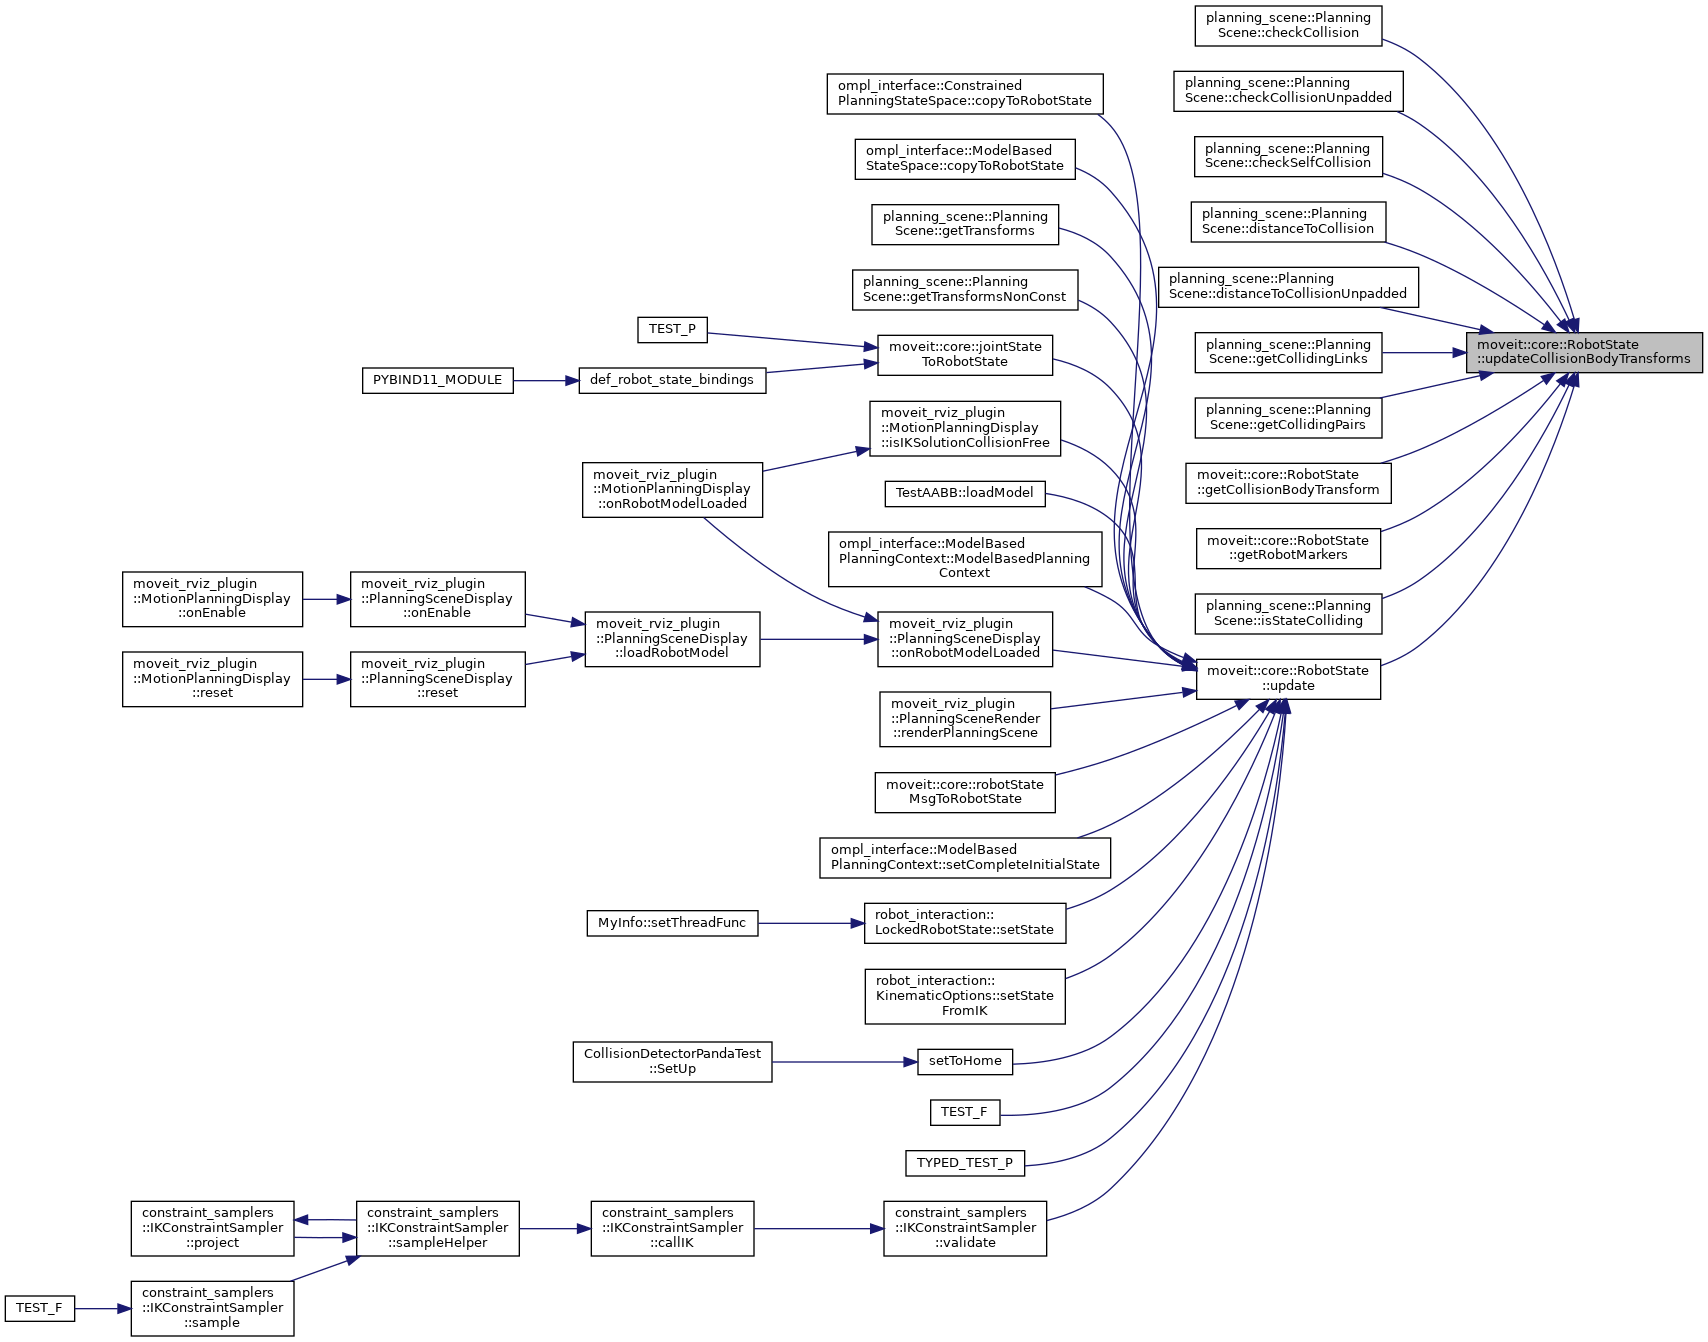 planning_scene::Planning
Scene::checkCollision
planning_scene::Planning
Scene::checkCollisionUnpadded
ompl_interface::Constrained
PlanningStateSpace::copyToRobotState
planning_scene::Planning
Scene::checkSelfCollision
ompl_interface::ModelBased
StateSpace::copyToRobotState
planning_scene::Planning
Scene::distanceToCollision
planning_scene::Planning
Scene::getTransforms
planning_scene::Planning
Scene::distanceToCollisionUnpadded
planning_scene::Planning
Scene::getTransformsNonConst
TEST_P
moveit::core::jointState
ToRobotState
planning_scene::Planning
Scene::getCollidingLinks
moveit::core::RobotState
::updateCollisionBodyTransforms
PYBIND11_MODULE
def_robot_state_bindings
moveit_rviz_plugin
::MotionPlanningDisplay
::isIKSolutionCollisionFree
planning_scene::Planning
Scene::getCollidingPairs
moveit_rviz_plugin
::MotionPlanningDisplay
::onRobotModelLoaded
TestAABB::loadModel
moveit::core::RobotState
::getCollisionBodyTransform
ompl_interface::ModelBased
PlanningContext::ModelBasedPlanning
Context
moveit::core::RobotState
::getRobotMarkers
moveit_rviz_plugin
::MotionPlanningDisplay
::onEnable
moveit_rviz_plugin
::PlanningSceneDisplay
::onEnable
moveit_rviz_plugin
::PlanningSceneDisplay
::loadRobotModel
moveit_rviz_plugin
::PlanningSceneDisplay
::onRobotModelLoaded
planning_scene::Planning
Scene::isStateColliding
moveit_rviz_plugin
::MotionPlanningDisplay
::reset
moveit_rviz_plugin
::PlanningSceneDisplay
::reset
moveit::core::RobotState
::update
moveit_rviz_plugin
::PlanningSceneRender
::renderPlanningScene
moveit::core::robotState
MsgToRobotState
ompl_interface::ModelBased
PlanningContext::setCompleteInitialState
MyInfo::setThreadFunc
robot_interaction::
LockedRobotState::setState
robot_interaction::
KinematicOptions::setState
FromIK
CollisionDetectorPandaTest
::SetUp
setToHome
TEST_F
TYPED_TEST_P
constraint_samplers
::IKConstraintSampler
::project
constraint_samplers
::IKConstraintSampler
::sampleHelper
constraint_samplers
::IKConstraintSampler
::callIK
constraint_samplers
::IKConstraintSampler
::validate
TEST_F
constraint_samplers
::IKConstraintSampler
::sample